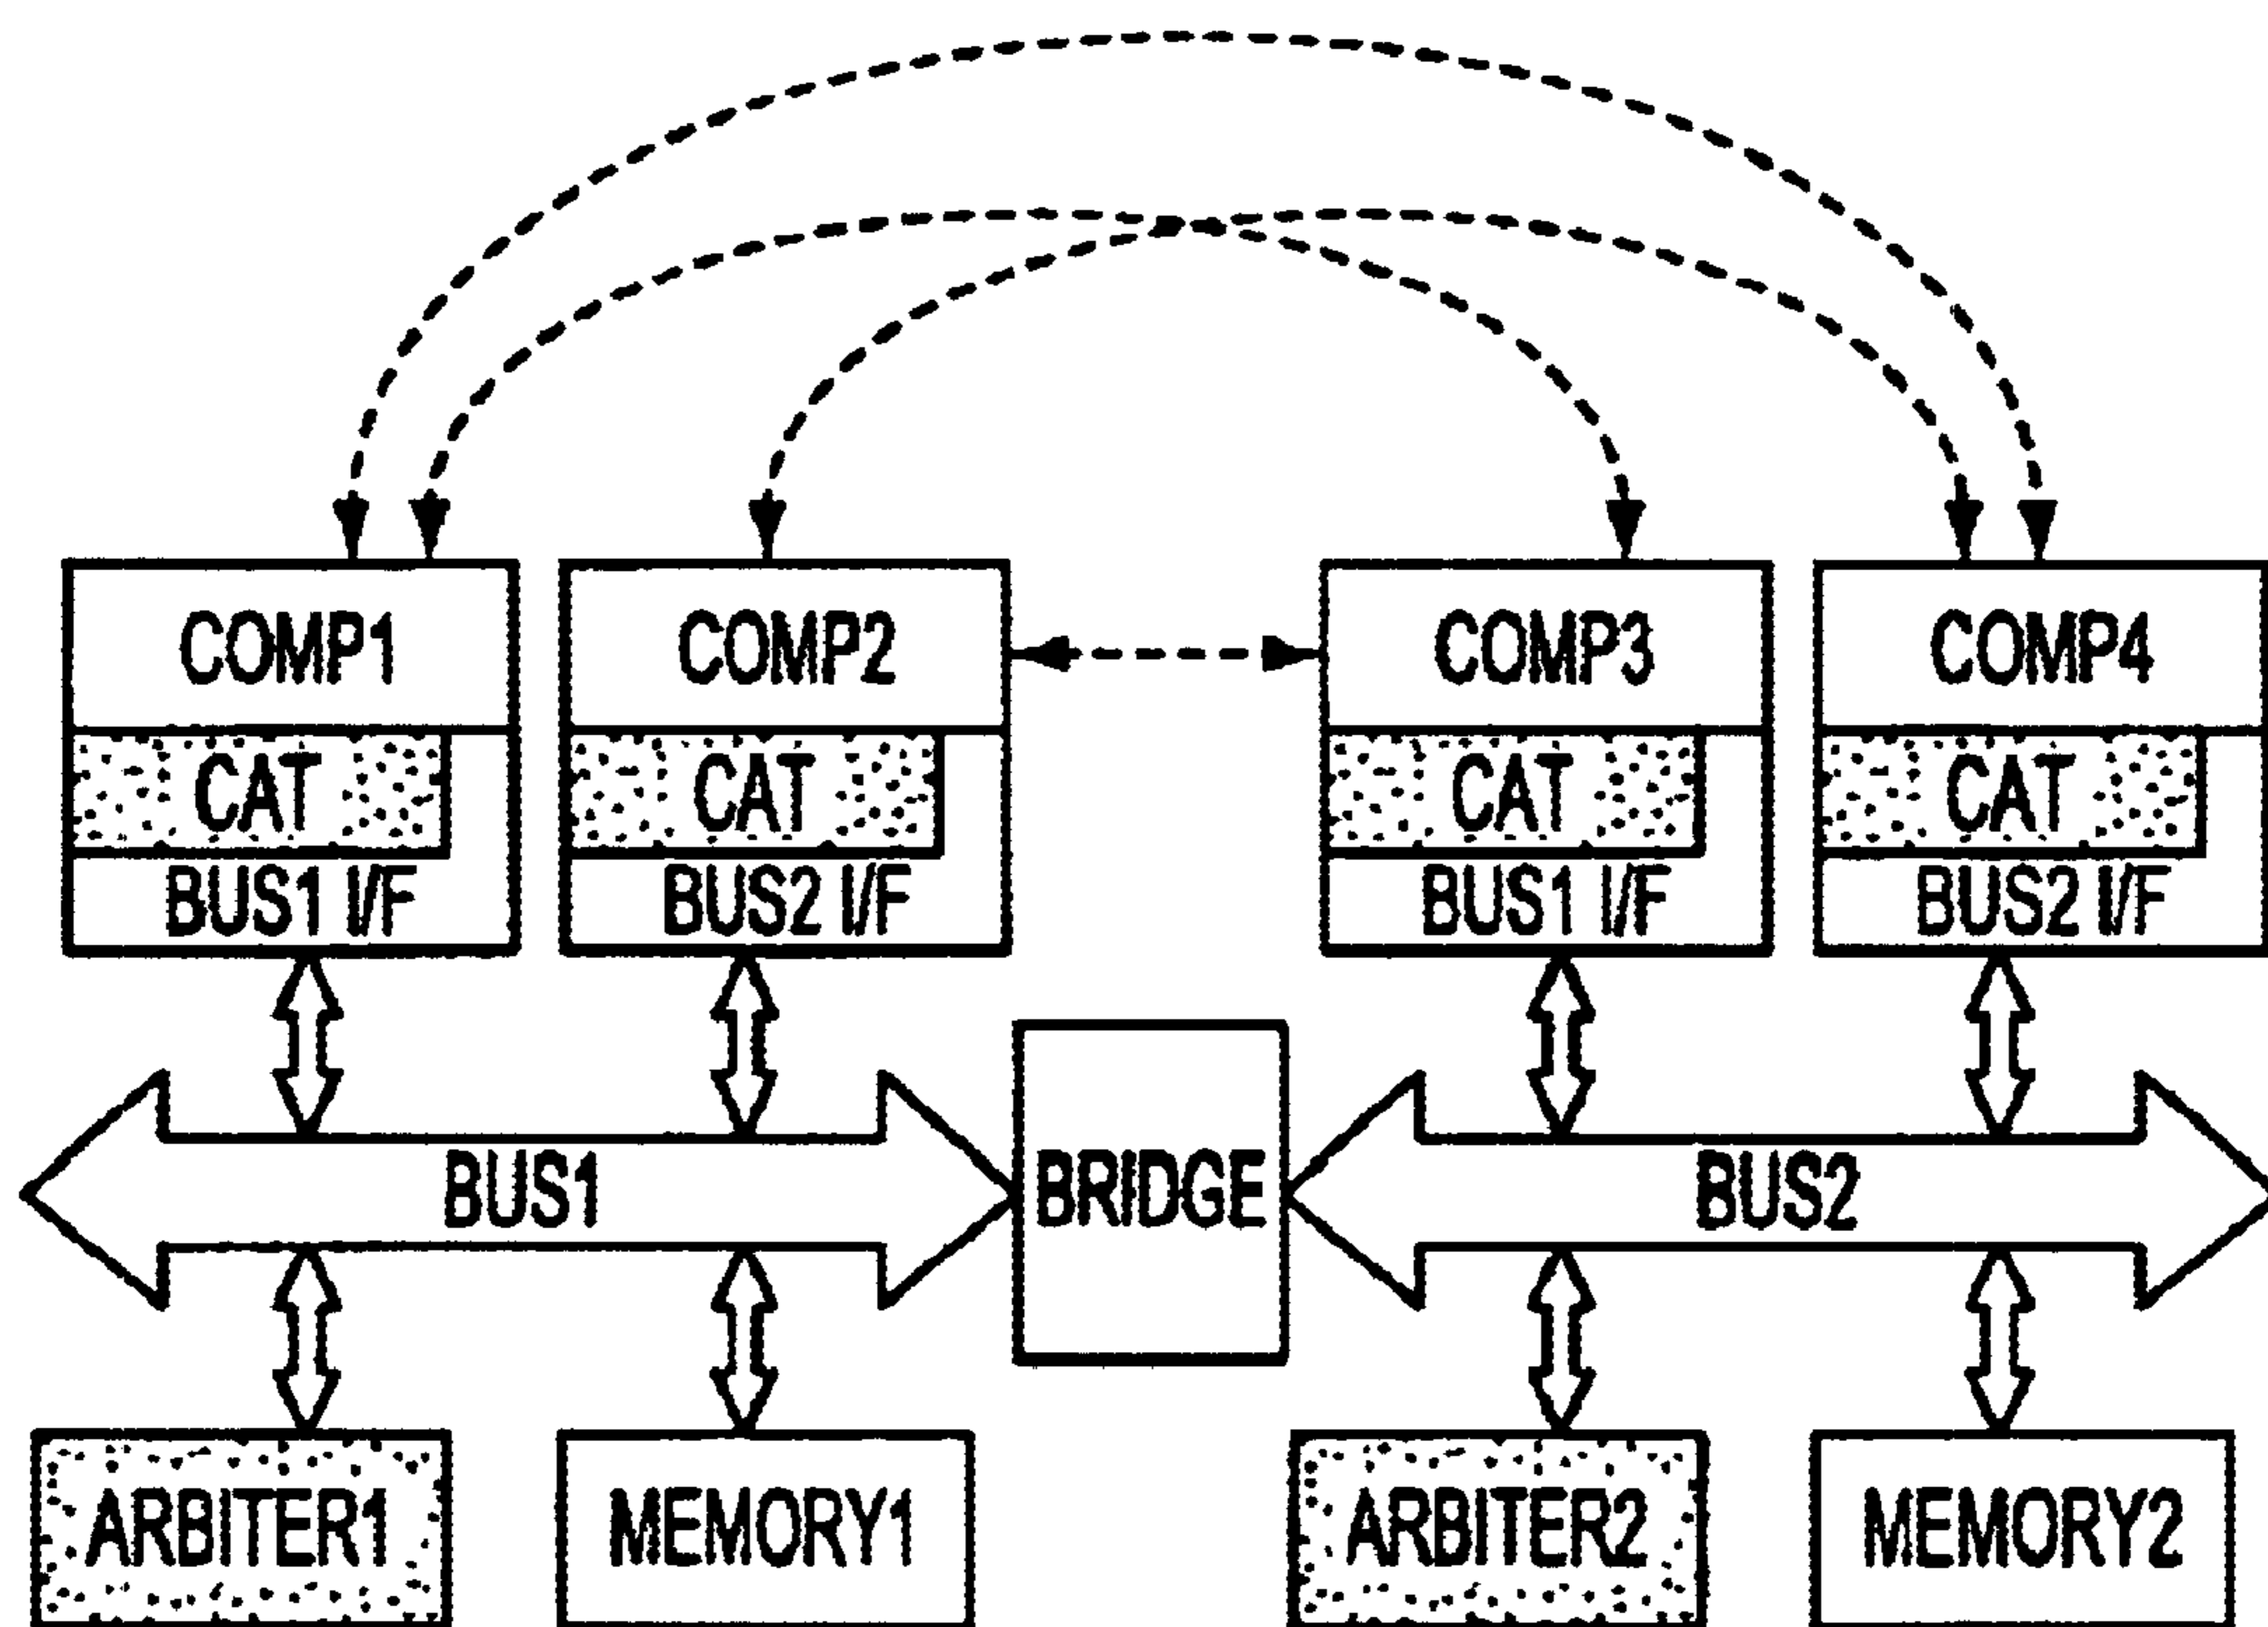 COMP1 COMP2 COMP3 COMP4
CAT CAT CAT CAT
BUS1 I/F BUS2 I/F BUS1 I/F BUS2 I/F
BUS1 BRIDGE BUS2
ARBITER1 MEMORY1 ARBITER2 MEMORY2